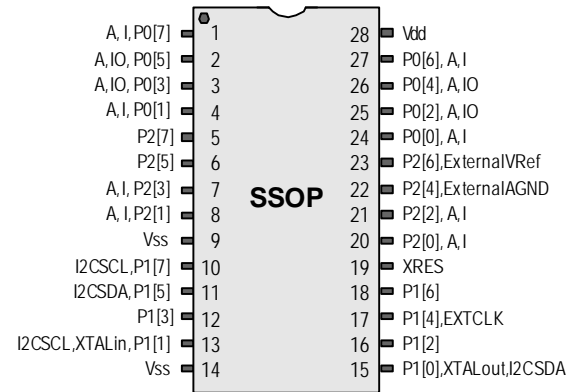 A, I, P0[7] 1 28 Vdd
A, IO, P0[5] 2 27 P0[6], A, I
A, IO, P0[3] 3 26 P0[4], A, IO
A, I, P0[1] 4 25 P0[2], A, IO
P2[7] 5 24 P0[0], A, I
P2[5] 6 23 P2[6], External VRef
A, I, P2[3] 7 22 P2[4], External AGND
SSOP
A, I, P2[1] 8 21 P2[2], A, I
Vss 9 20 P2[0], A, I
I2CSCL, P1[7] 10 19 XRES
I2CSDA, P1[5] 11 18 P1[6]
P1[3] 12 17 P1[4], EXTCLK
I2CSCL, XTALin, P1[1] 13 16 P1[2]
Vss 14 15 P1[0], XTALout, I2CSDA